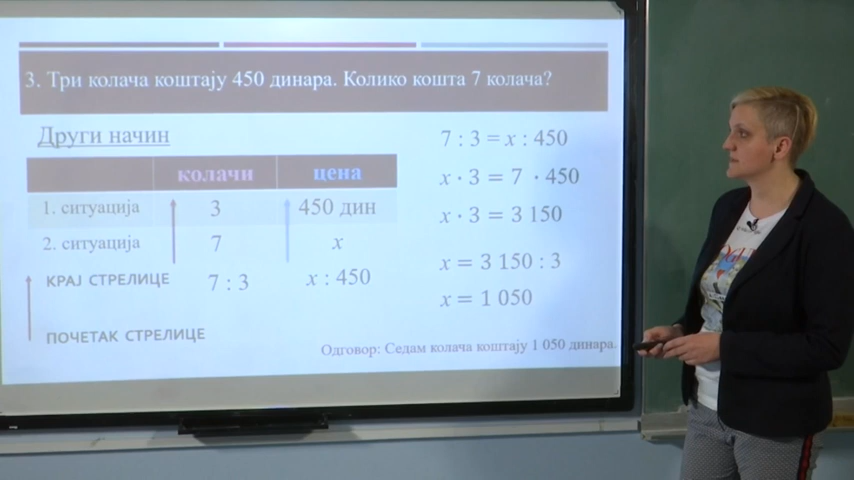 3. Три колача коштају 450 динара. Колико кошта 7 колача?
Други начин
колачи цена
1. ситуација 3 450 дин
2. ситуација 7 x
КРАЈ СТРЕЛИЦЕ 7 : 3 x : 450
ПОЧЕТАК СТРЕЛИЦЕ
7 : 3 = x : 450
x · 3 = 7 · 450
x · 3 = 3 150
x = 3 150 : 3
x = 1 050
Одговор: Седам колача коштају 1 050 динара.